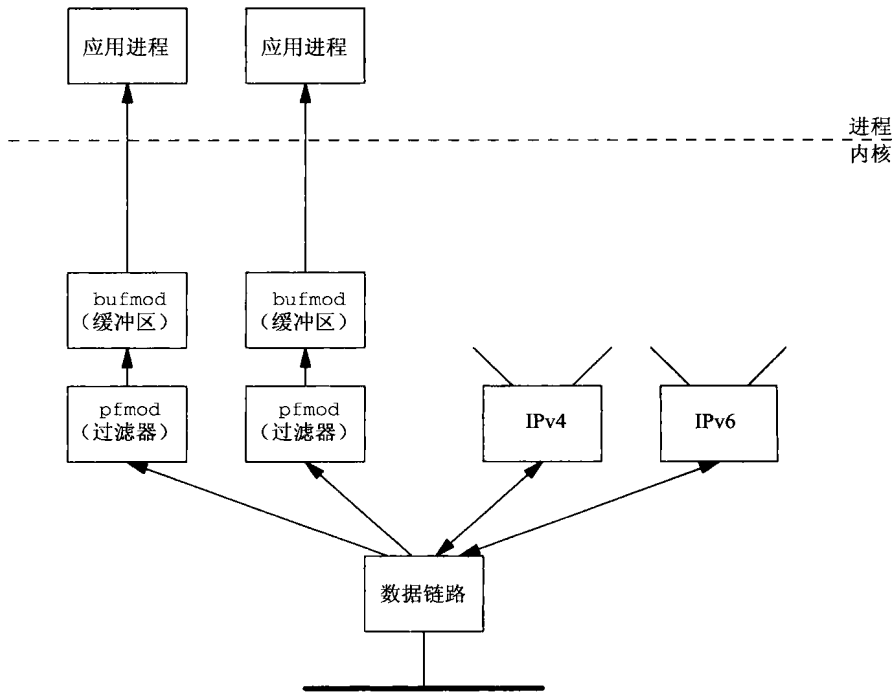 应用进程
应用进程
进程
内核
bufmod
（缓冲区）
bufmod
（缓冲区）
pfmod
（过滤器）
pfmod
（过滤器）
IPv4
IPv6
数据链路